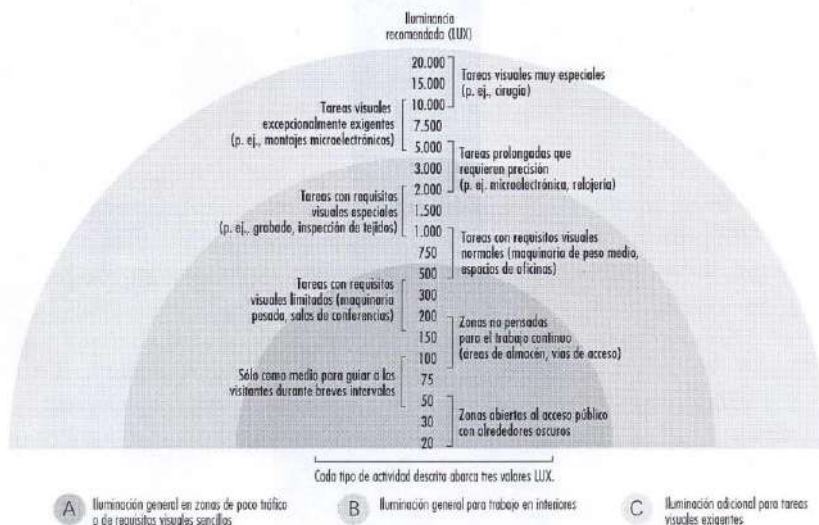 Iluminancia
recomendada (LUX)
20.000
15.000
10.000
7.500
5.000
3.000
2.000
1.500
1.000
750
500
300
200
150
100
75
50
30
20
Tareas visuales muy especiales
(p. ej., cirugía)
Tareas visuales
excepcionalmente exigentes
(p. ej., montajes microelectrónicos)
Tareas prolongadas que
requieren precisión
(p. ej. microelectrónica, relojería)
Tareas con requisitos
visuales especiales
(p. ej., grabado, inspección de tejidos)
Tareas con requisitos visuales
normales (maquinaria de peso medio,
espacios de oficinas)
Tareas con requisitos
visuales limitados (maquinaria
pesada, salas de conferencias)
Zonas no pensadas
para el trabajo continuo
(áreas de almacén, vías de acceso)
Sólo como medio para guiar a los
visitantes durante breves intervalos
Zonas abiertas al acceso público
con alrededores oscuros
Cada tipo de actividad descrita abarca tres valores LUX.
A Iluminación general en zonas de poco tráfico
o de requisitos visuales sencillos
B Iluminación general para trabajo en interiores
C Iluminación adicional para tareas
visuales exigentes